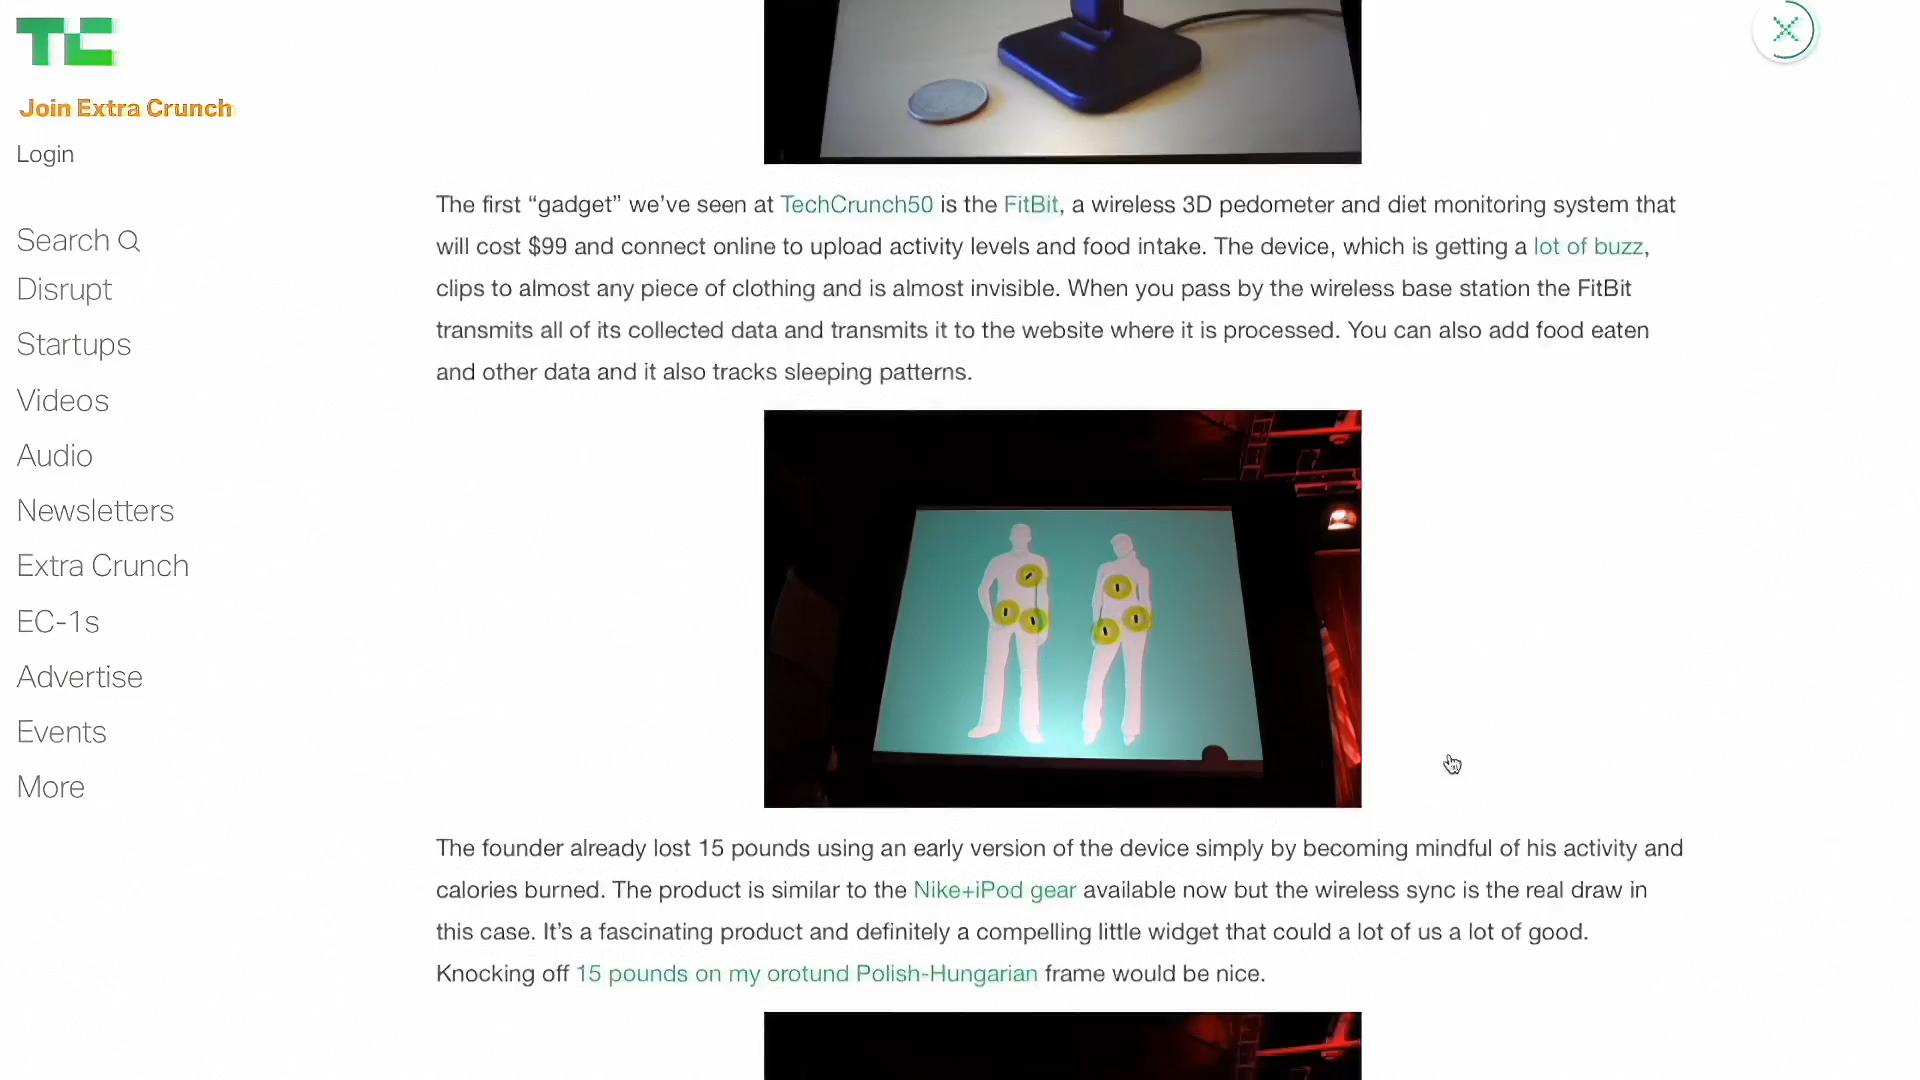 TC
Join Extra Crunch
Login
Search
Disrupt
Startups
Videos
Audio
Newsletters
Extra Crunch
EC-1s
Advertise
Events
More
The first “gadget” we’ve seen at TechCrunch50 is the FitBit, a wireless 3D pedometer and diet monitoring system that
will cost $99 and connect online to upload activity levels and food intake. The device, which is getting a lot of buzz,
clips to almost any piece of clothing and is almost invisible. When you pass by the wireless base station the FitBit
transmits all of its collected data and transmits it to the website where it is processed. You can also add food eaten
and other data and it also tracks sleeping patterns.
The founder already lost 15 pounds using an early version of the device simply by becoming mindful of his activity and
calories burned. The product is similar to the Nike+iPod gear available now but the wireless sync is the real draw in
this case. It’s a fascinating product and definitely a compelling little widget that could a lot of us a lot of good.
Knocking off 15 pounds on my orotund Polish-Hungarian frame would be nice.